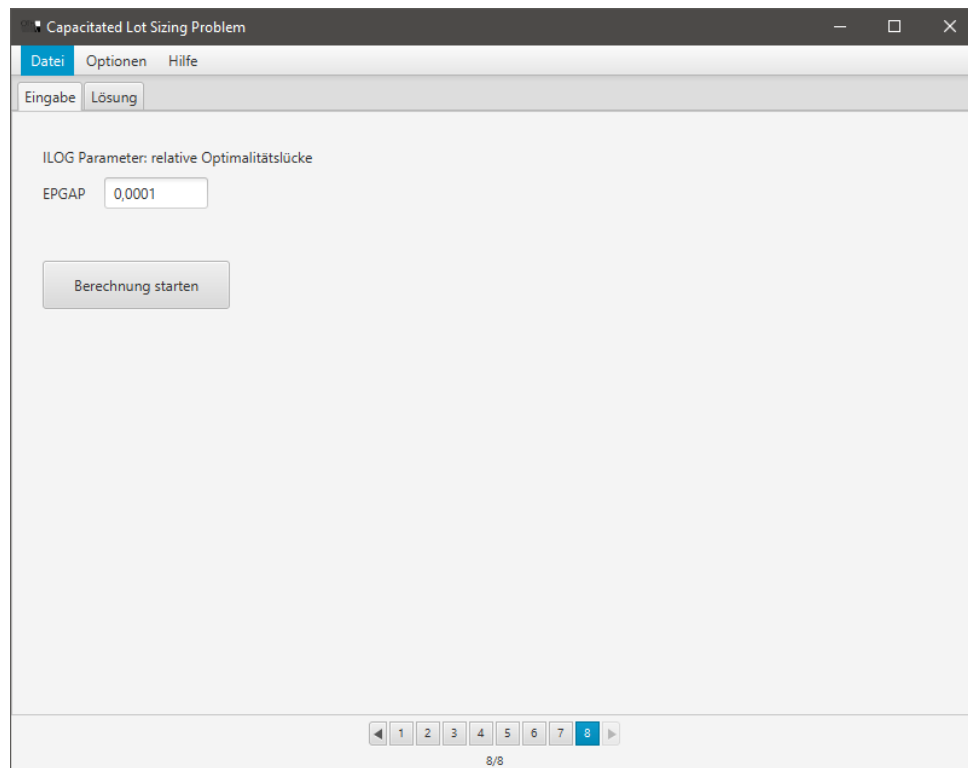 Capacitated Lot Sizing Problem
Datei Optionen Hilfe
Eingabe Lösung
ILOG Parameter: relative Optimalitätslücke
EPGAP 0,0001
Berechnung starten
1 2 3 4 5 6 7 8
8/8